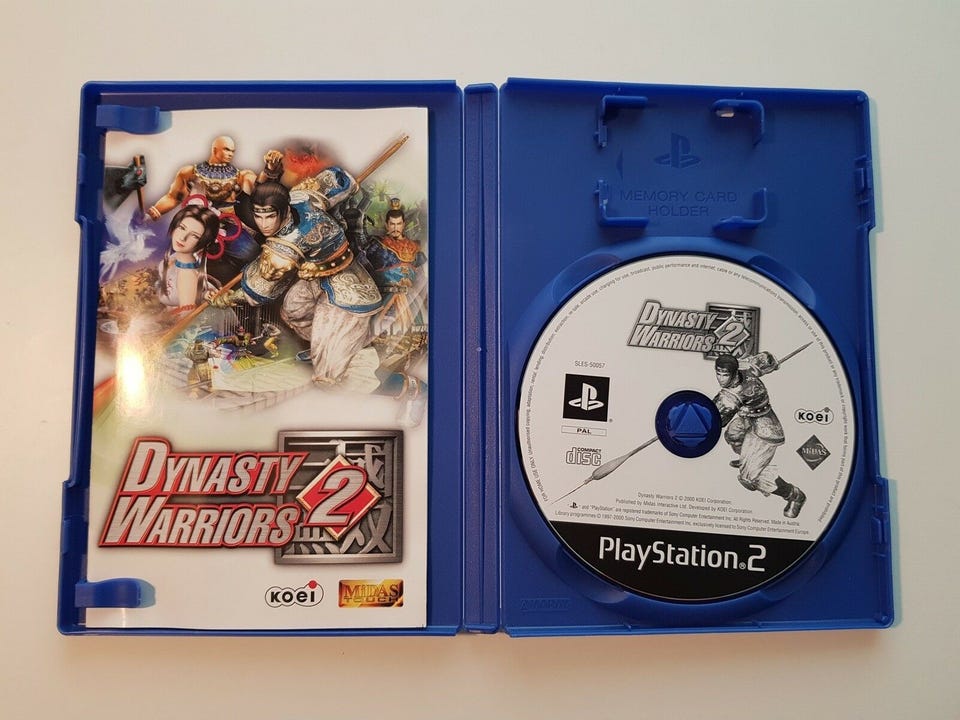 DYNASTY
WARRIORS 2
KOEI
MiDAS
TOUCH
MEMORY CARD
HOLDER
DYNASTY
WARRIORS 2
SLES-50057
PAL
COMPACT
disc
KOEI
MiDAS
Dynasty Warriors 2 © 2000 KOEI Corporation.
Published by Midas Interactive Ltd. Developed by KOEI Corporation.
and "PlayStation" are registered trademarks of Sony Computer Entertainment Inc. All Rights Reserved. Made in Austria.
Library programmes © 1997-2000 Sony Computer Entertainment Inc. exclusively licensed to Sony Computer Entertainment Europe.
PlayStation®2